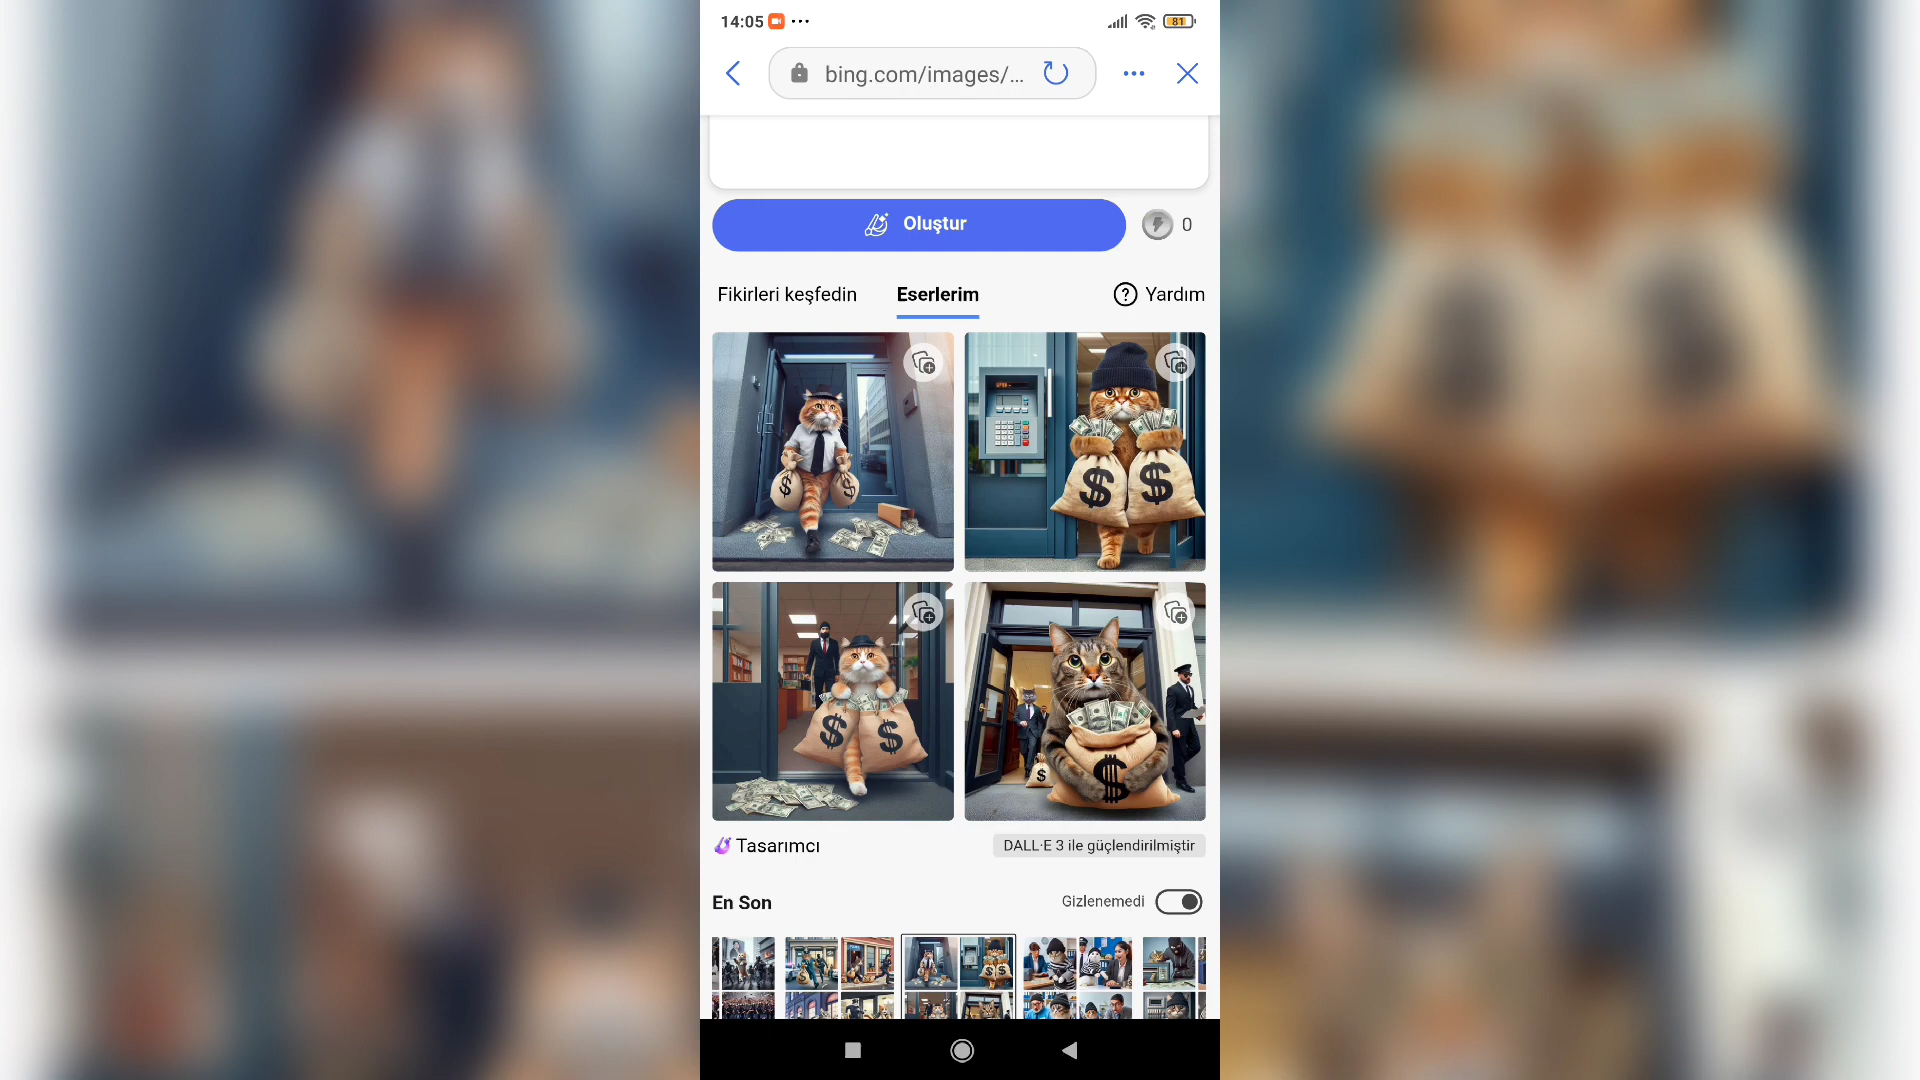 14:05
81
bing.com/images/...
Oluştur
0
Fikirleri keşfedin
Eserlerim
? Yardım
$ $
$ $
$ $
$ $
Tasarımcı
DALL·E 3 ile güçlendirilmiştir
En Son
Gizlenemedi